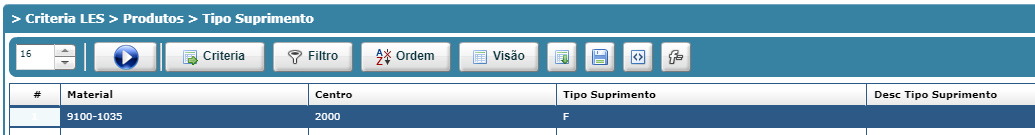 > Criteria LES > Produtos > Tipo Suprimento
16 Criteria Filtro Ordem Visão
# Material Centro Tipo Suprimento Desc Tipo Suprimento
1 9100-1035 2000 F